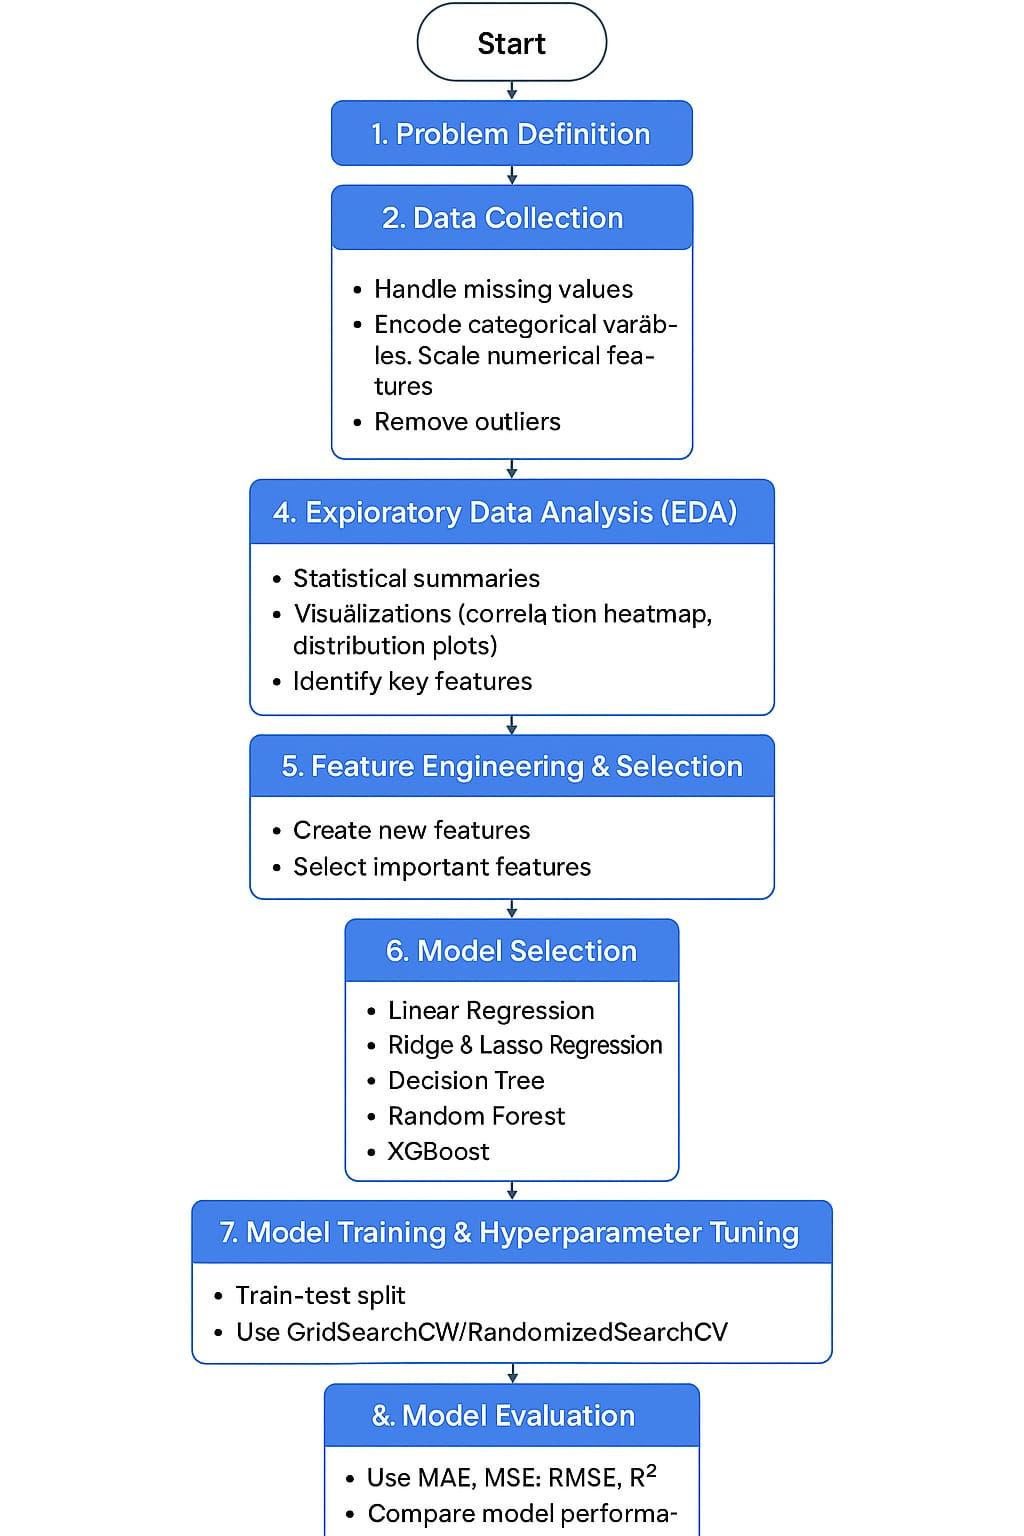 Start
1. Problem Definition
2. Data Collection
• Handle missing values
• Encode categorical varäb-
les. Scale numerical fea-
tures
• Remove outliers
4. Expioratory Data Analysis (EDA)
• Statistical summaries
• Visuälizations (correlą tion heatmap,
distribution plots)
• Identify key features
5. Feature Engineering & Selection
• Create new features
• Select important features
6. Model Selection
• Linear Regression
• Ridge & Lasso Regression
• Decision Tree
• Random Forest
• XGBoost
7. Model Training & Hyperparameter Tuning
• Train-test split
• Use GridSearchCW/RandomizedSearchCV
&. Model Evaluation
• Use MAE, MSE: RMSE, R²
• Compare model performa-